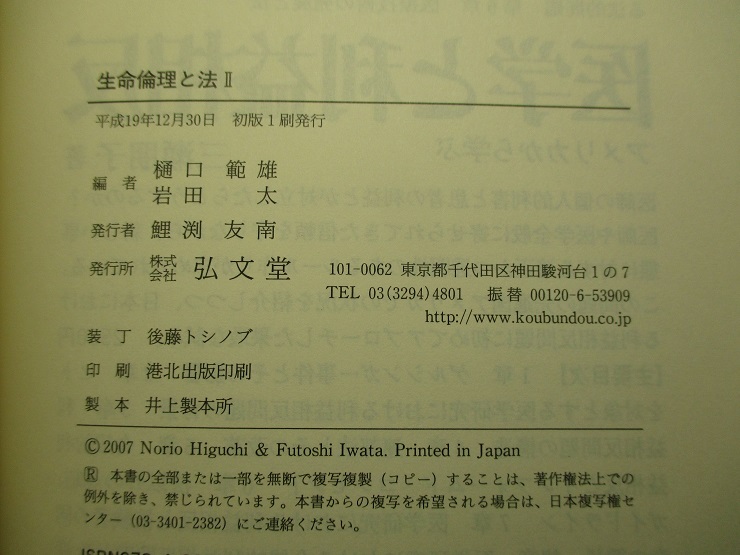 生命倫理と法Ⅱ
平成19年12月30日 初版1刷発行
編者 樋口 範雄
岩田 太
発行者 鯉渕 友南
発行所 株式会社 弘文堂 101-0062 東京都千代田区神田駿河台1の7
TEL 03(3294)4801 振替 00120-6-53909
http://www.koubundou.co.jp
装丁 後藤トシノブ
印刷 港北出版印刷
製本 井上製本所
© 2007 Norio Higuchi & Futoshi Iwata. Printed in Japan
Ⓡ 本書の全部または一部を無断で複写複製（コピー）することは、著作権法上での
例外を除き、禁じられています。本書からの複写を希望される場合は、日本複写権セ
ンター（03-3401-2382）にご連絡ください。